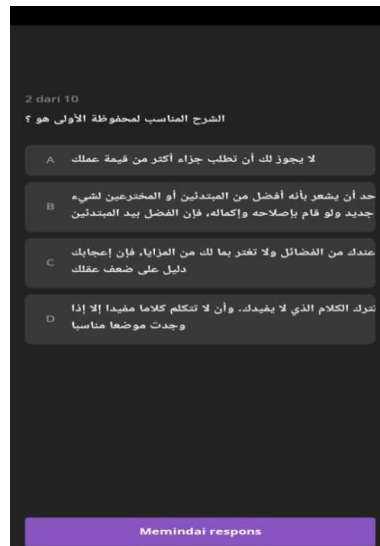 2 dari 10
الشرح المناسب لمحفوظة الأولى هو ؟
A لا يجوز لك أن تطلب جزاء أكثر من قيمة عملك
حد أن يشعر بأنه أفضل من المبتدئين أو المخترعين لشيء
B جديد ولو قام بإصلاحه وإكماله، فإن الفضل بيد المبتدئين
عندك من الفضائل ولا تغتر بما لك من المزايا، فإن إعجابك
C دليل على ضعف عقلك
تترك الكلام الذي لا يفيدك. وأن لا تتكلم كلاما مفيدا إلا إذا
D وجدت موضعا مناسبا
Memindai respons